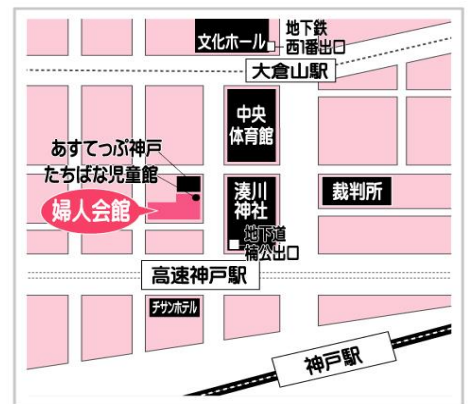 文化ホール
地下鉄
西1番出口
大倉山駅
中央
体育館
あすてっぷ神戸
たちばな児童館
婦人会館
湊川
神社
裁判所
地下道
楠公出口
高速神戸駅
チサンホテル
神戸駅